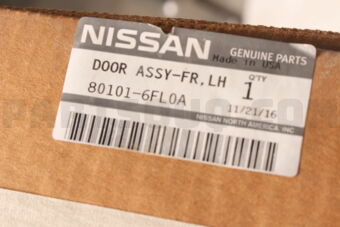 NISSAN
GENUINE PARTS
Made in USA
DOOR ASSY-FR,LH
QTY
80101-6FL0A
1
11/21/16
NISSAN NORTH AMERICA, INC